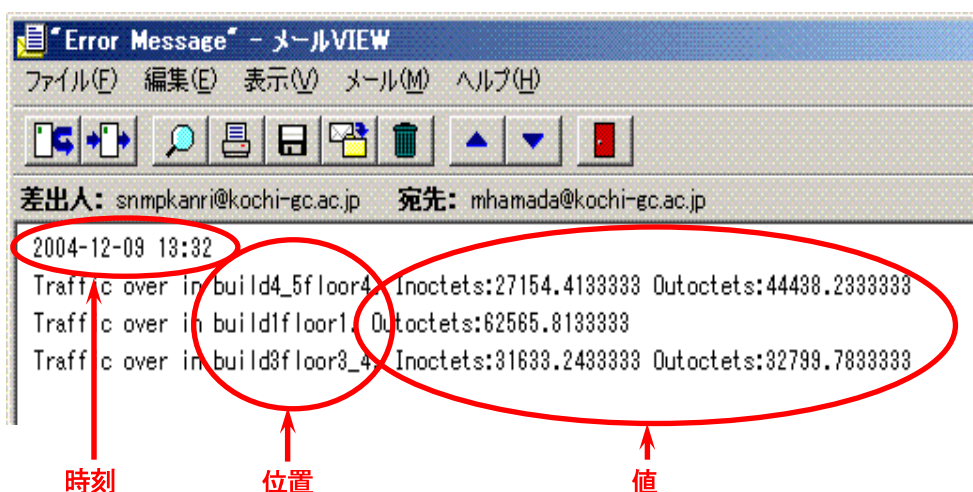 "Error Message" - メールVIEW
ファイル(F) 編集(E) 表示(V) メール(M) ヘルプ(H)
差出人: snmpkanri@kochi-gc.ac.jp 宛先: mhamada@kochi-gc.ac.jp
2004-12-09 13:32
Traffic over in build4_5floor4, Inoctets:27154.4133333 Outoctets:44438.2333333
Traffic over in build1floor1, Outoctets:62565.8133333
Traffic over in build3floor3_4, Inoctets:31633.2433333 Outoctets:32799.7833333
時刻 位置 値